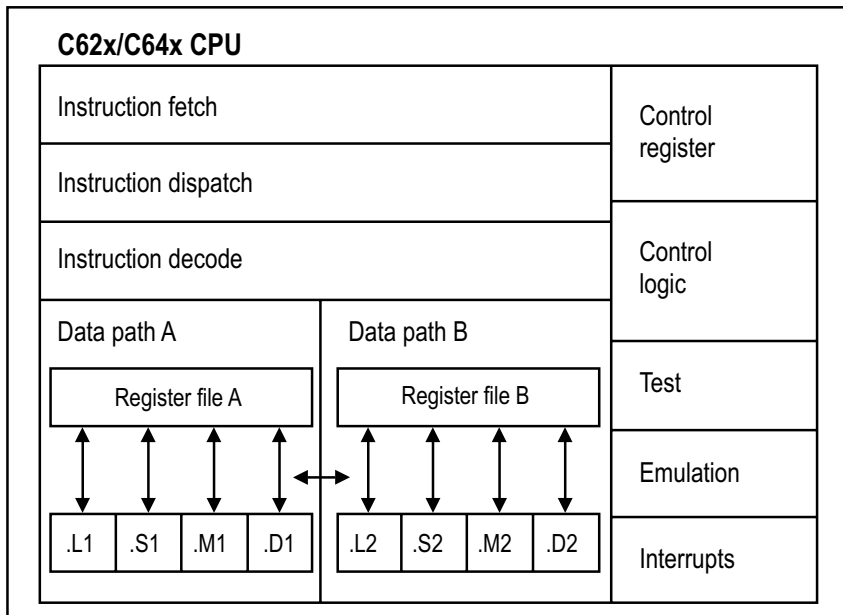 C62x/C64x CPU
Instruction fetch
Instruction dispatch
Instruction decode
Data path A
Register file A
.L1 .S1 .M1 .D1
Data path B
Register file B
.L2 .S2 .M2 .D2
Control
register
Control
logic
Test
Emulation
Interrupts